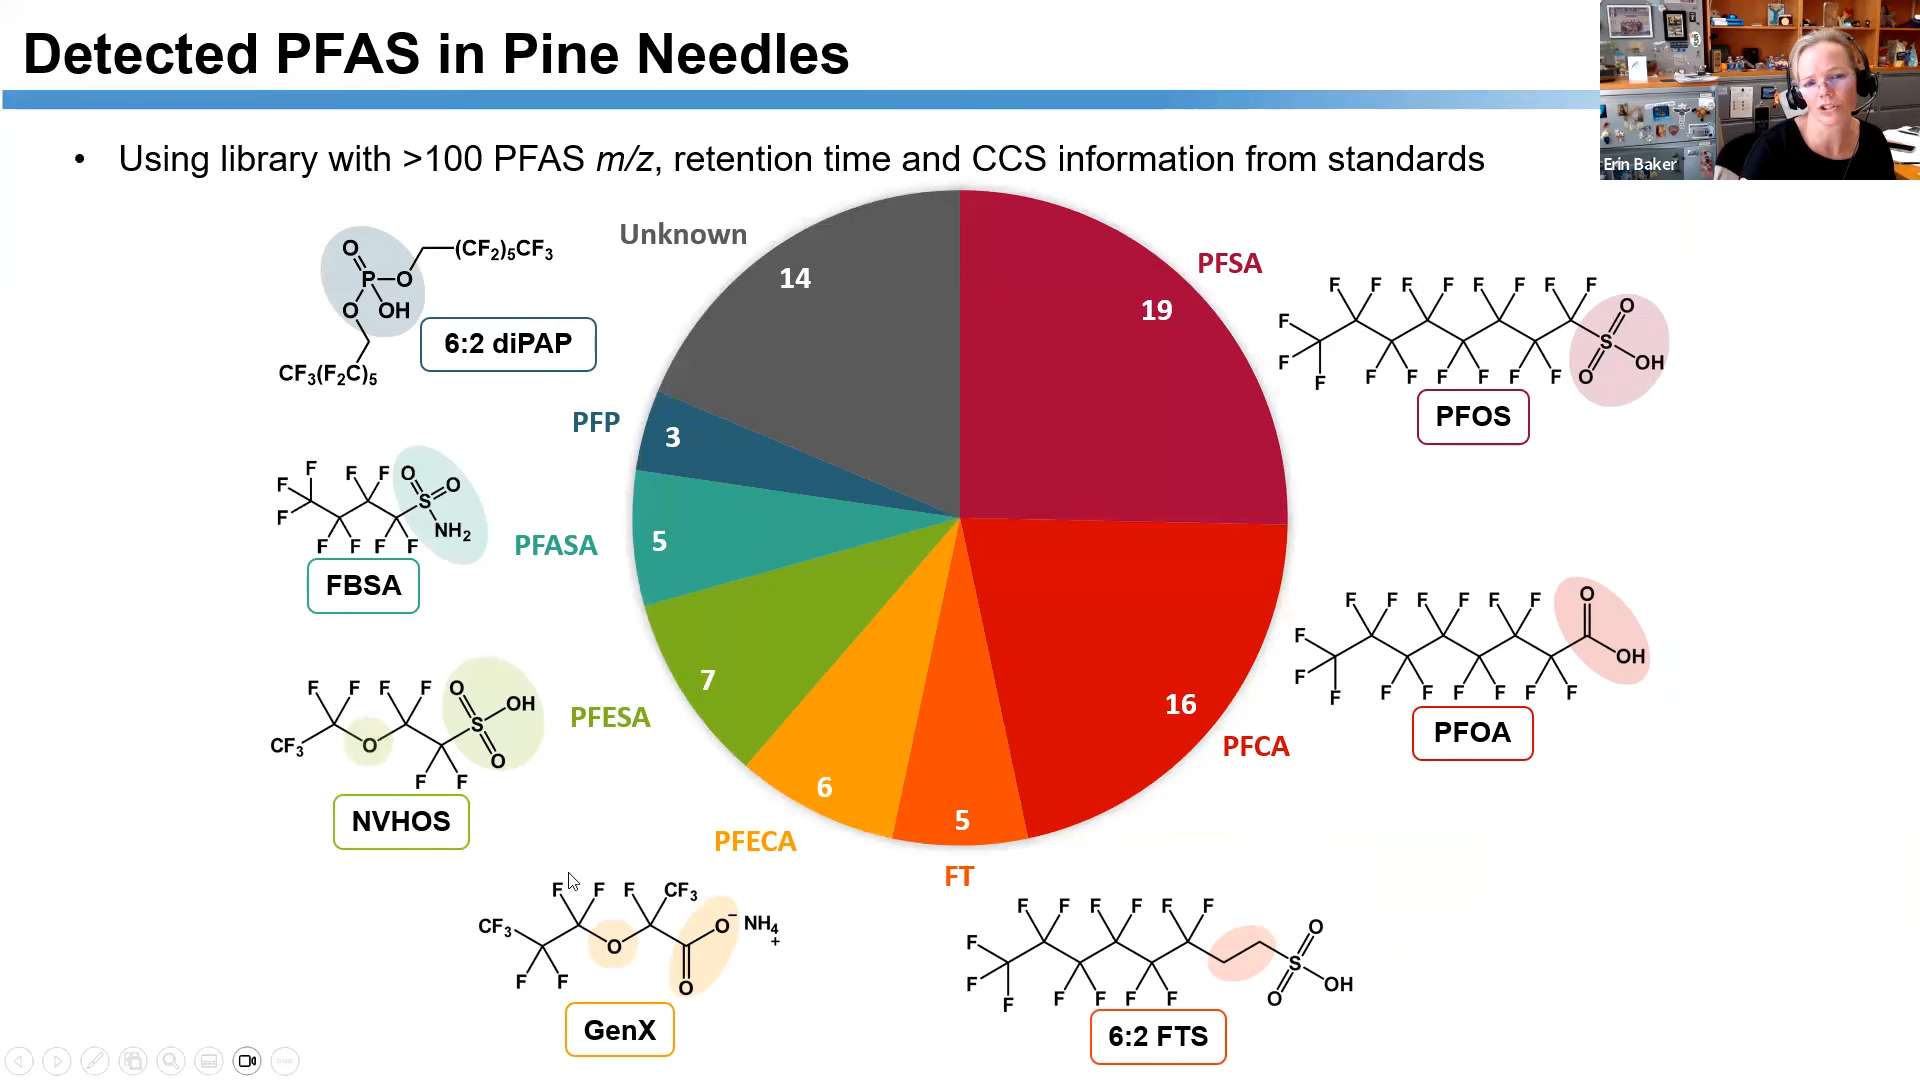 Detected PFAS in Pine Needles
Erin Baker
• Using library with >100 PFAS m/z, retention time and CCS information from standards
Unknown
14
PFSA
19
PFP
3
PFASA
5
PFESA
7
PFECA
6
FT
5
PFCA
16
O
P O (CF2)5CF3
O OH
CF3(F2C)5
6:2 diPAP
F F F F F F F F
F O
F S OH
F F F F F F F F O
PFOS
F F F O
F O
F S
NH2
F F F F
FBSA
F F F F F F O
F
F OH
F F F F F F F
PFOA
F F F F O OH
CF3 O S
O
F F
NVHOS
F F F CF3
CF3 O O− NH4+
F F O
GenX
F F F F F F O
F S
F OH
F F F F F O
6:2 FTS